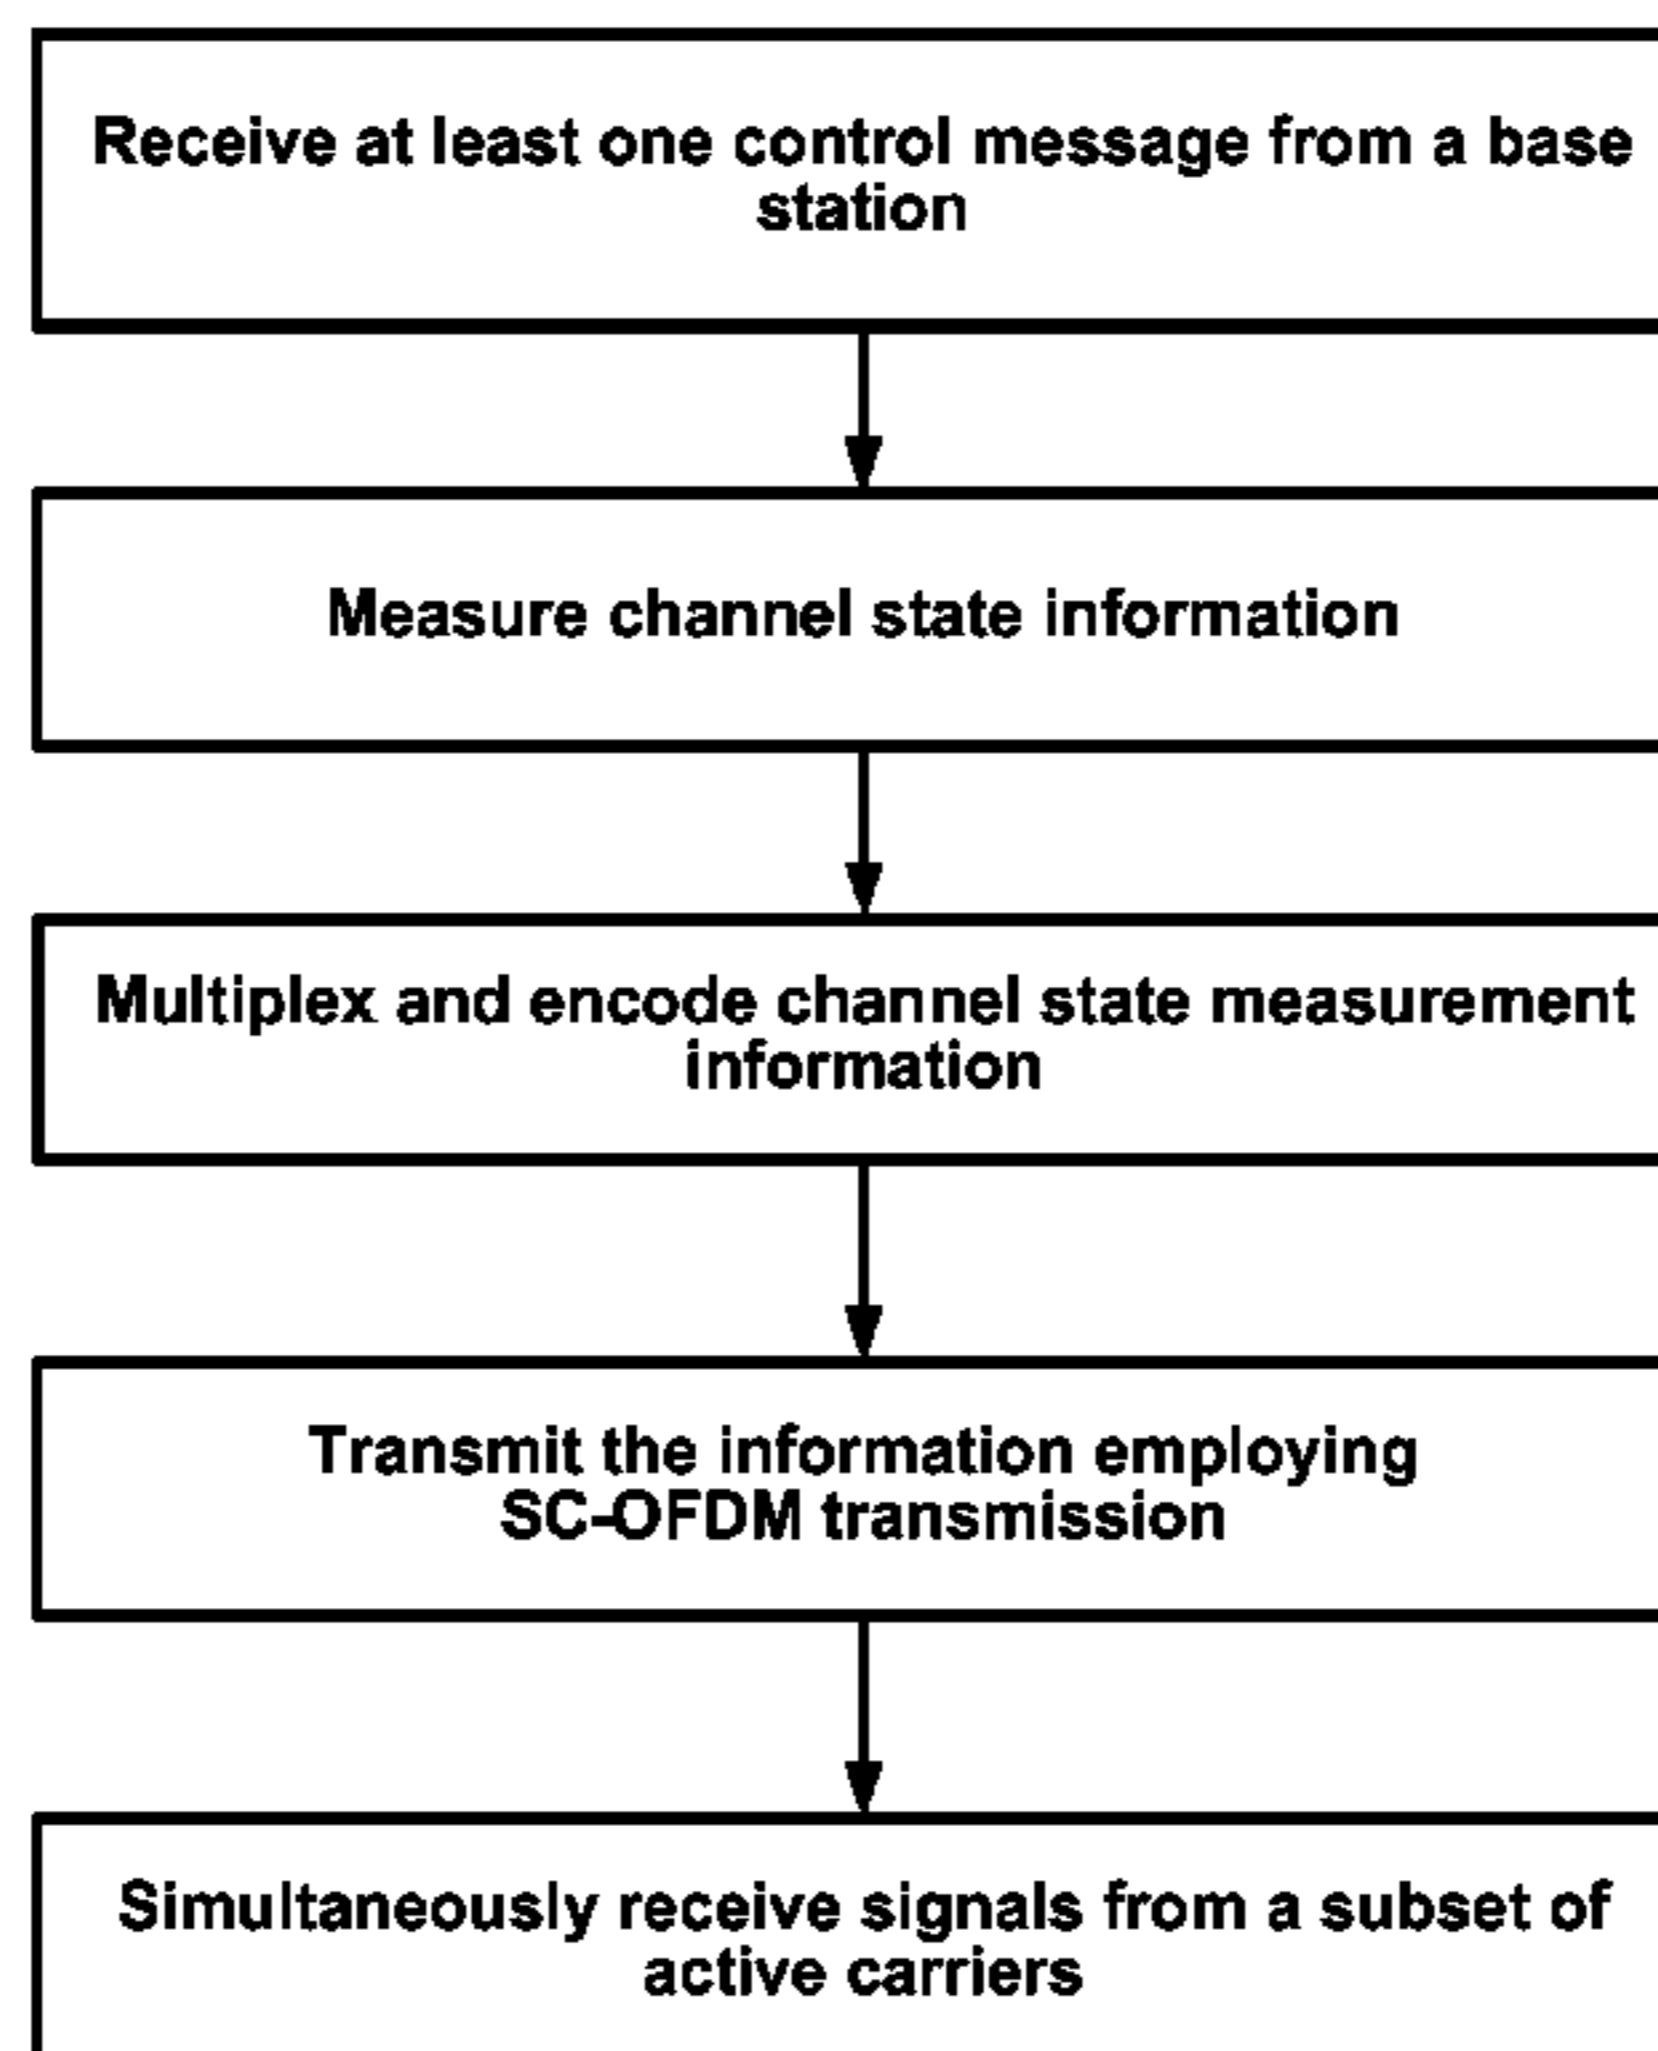 Receive at least one control message from a base
station
Measure channel state information
Multiplex and encode channel state measurement
information
Transmit the information employing
SC-OFDM transmission
Simultaneously receive signals from a subset of
active carriers